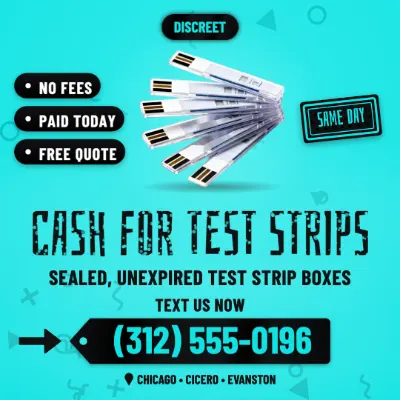 DISCREET
• NO FEES
• PAID TODAY
• FREE QUOTE
SAME DAY
CASH FOR TEST STRIPS
SEALED, UNEXPIRED TEST STRIP BOXES
TEXT US NOW
(312) 555-0196
CHICAGO • CICERO • EVANSTON